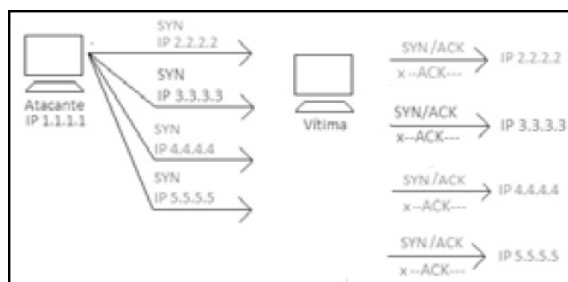 SYN
IP 2.2.2.2
SYN
IP 3.3.3.3
SYN
IP 4.4.4.4
SYN
IP 5.5.5.5
Atacante
IP 1.1.1.1
Vítima
SYN/ACK
x--ACK---
IP 2.2.2.2
SYN/ACK
x--ACK---
IP 3.3.3.3
SYN/ACK
x--ACK---
IP 4.4.4.4
SYN/ACK
x--ACK---
IP 5.5.5.5